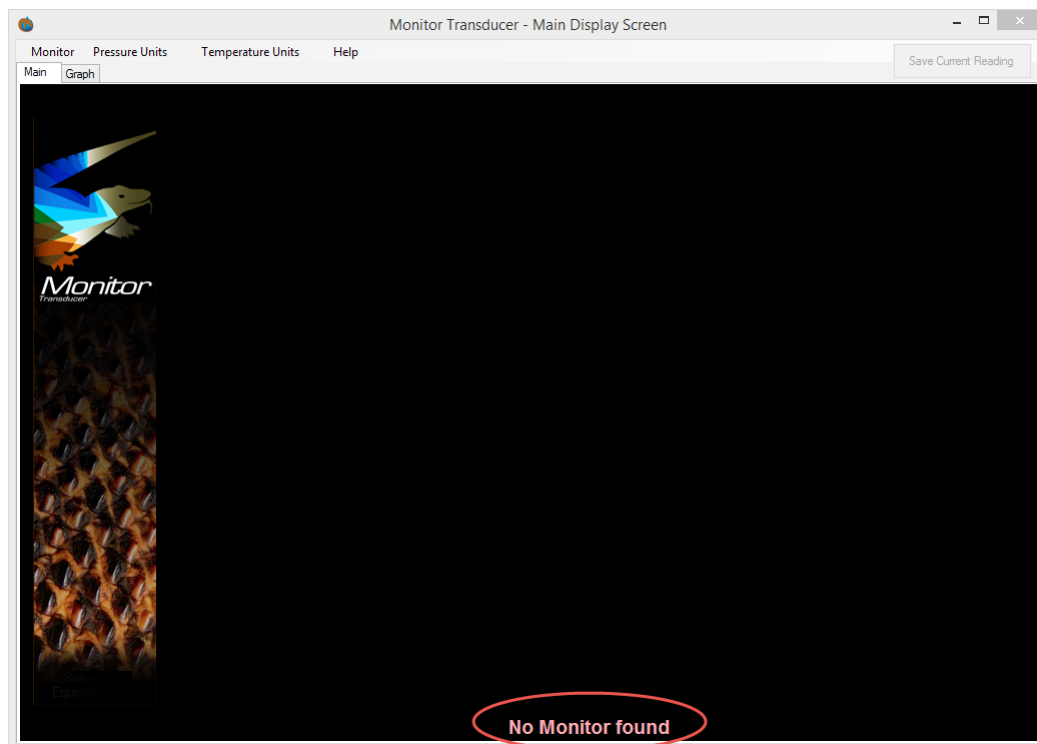 Monitor Transducer - Main Display Screen
Monitor Pressure Units Temperature Units Help
Save Current Reading
Main Graph
Monitor
Transducer
No Monitor found